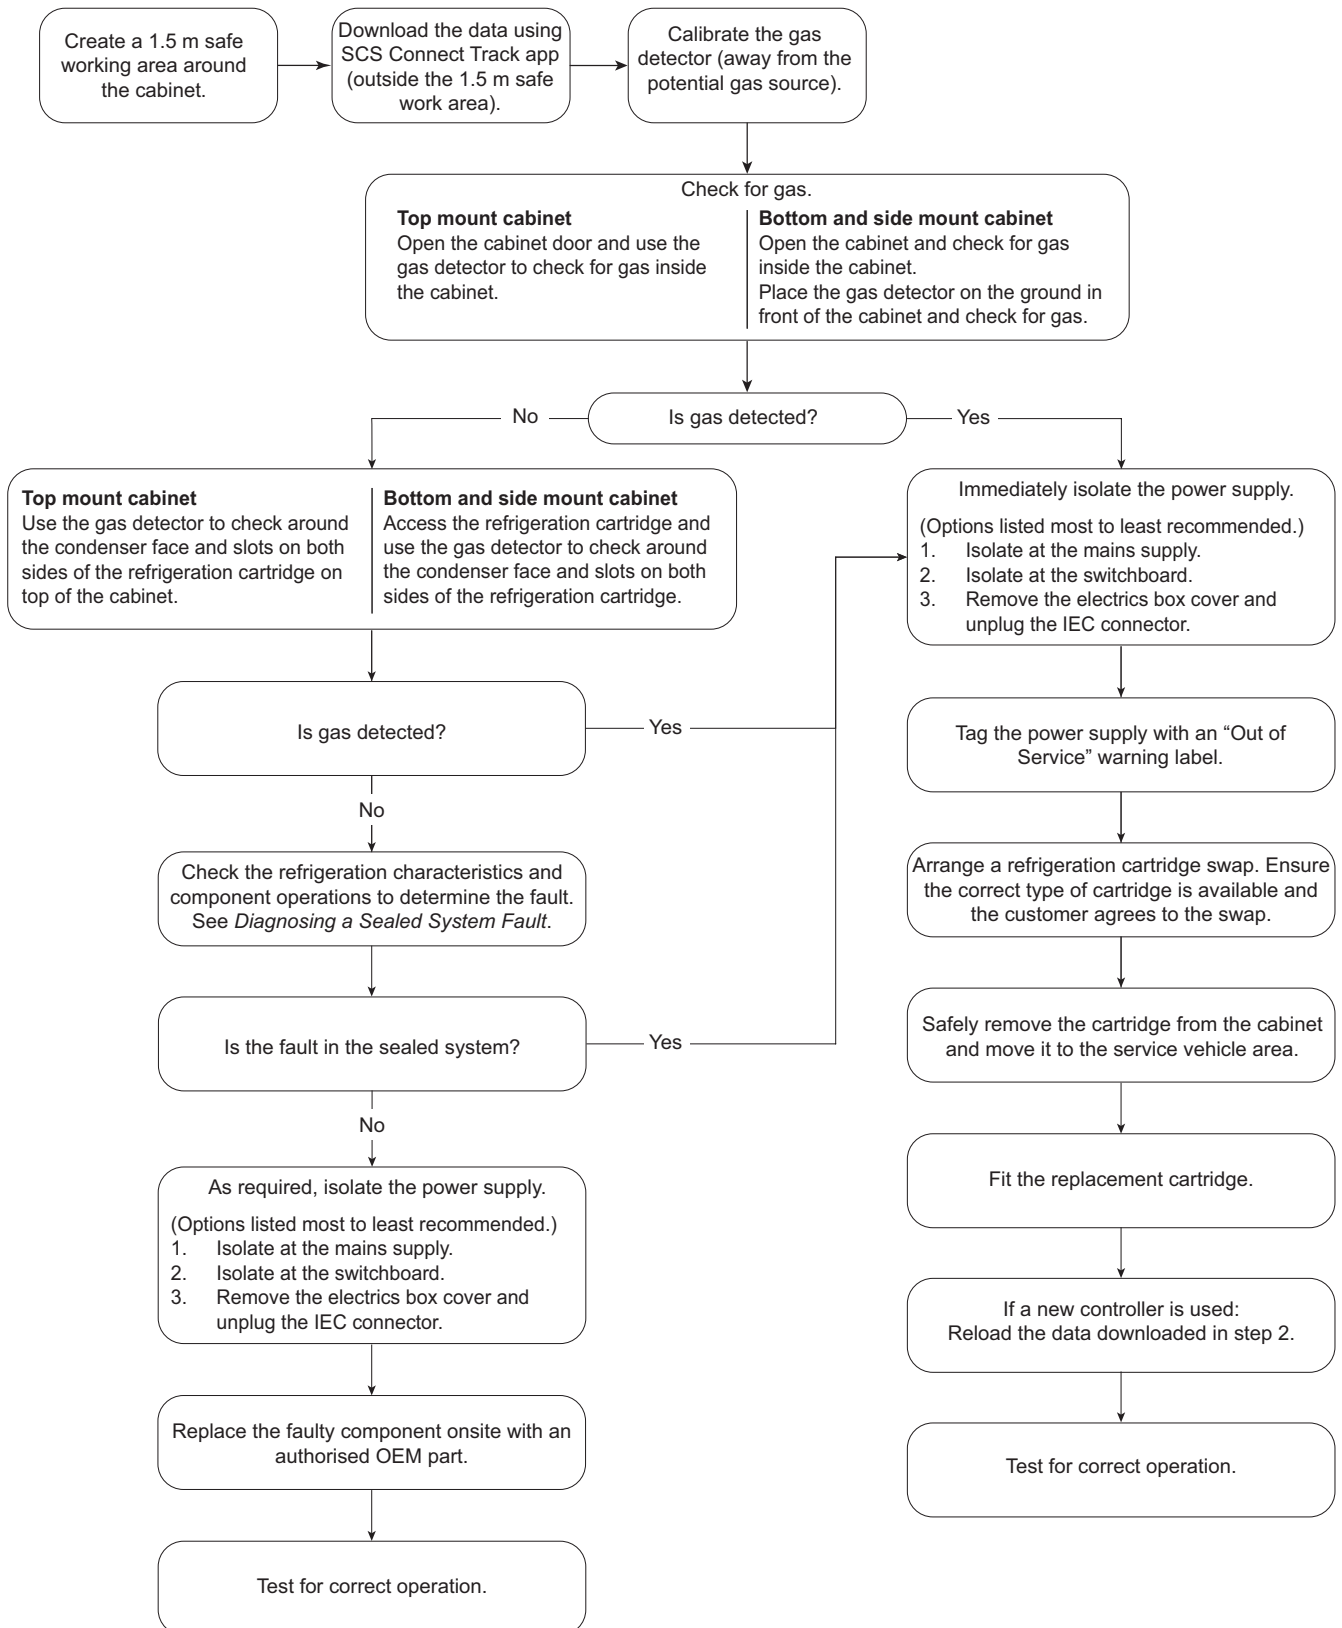 Create a 1.5 m safe
working area around
the cabinet.
Download the data using
SCS Connect Track app
(outside the 1.5 m safe
work area).
Calibrate the gas
detector (away from the
potential gas source).
Check for gas.
Top mount cabinet
Open the cabinet door and use the
gas detector to check for gas inside
the cabinet.
Bottom and side mount cabinet
Open the cabinet and check for gas
inside the cabinet.
Place the gas detector on the ground in
front of the cabinet and check for gas.
Is gas detected?
No
Yes
Top mount cabinet
Use the gas detector to check around
the condenser face and slots on both
sides of the refrigeration cartridge on
top of the cabinet.
Bottom and side mount cabinet
Access the refrigeration cartridge and
use the gas detector to check around
the condenser face and slots on both
sides of the refrigeration cartridge.
Is gas detected?
Yes
No
Check the refrigeration characteristics and
component operations to determine the fault.
See Diagnosing a Sealed System Fault.
Is the fault in the sealed system?
Yes
No
As required, isolate the power supply.
(Options listed most to least recommended.)
1. Isolate at the mains supply.
2. Isolate at the switchboard.
3. Remove the electrics box cover and
unplug the IEC connector.
Replace the faulty component onsite with an
authorised OEM part.
Test for correct operation.
Immediately isolate the power supply.
(Options listed most to least recommended.)
1. Isolate at the mains supply.
2. Isolate at the switchboard.
3. Remove the electrics box cover and
unplug the IEC connector.
Tag the power supply with an “Out of
Service” warning label.
Arrange a refrigeration cartridge swap. Ensure
the correct type of cartridge is available and
the customer agrees to the swap.
Safely remove the cartridge from the cabinet
and move it to the service vehicle area.
Fit the replacement cartridge.
If a new controller is used:
Reload the data downloaded in step 2.
Test for correct operation.